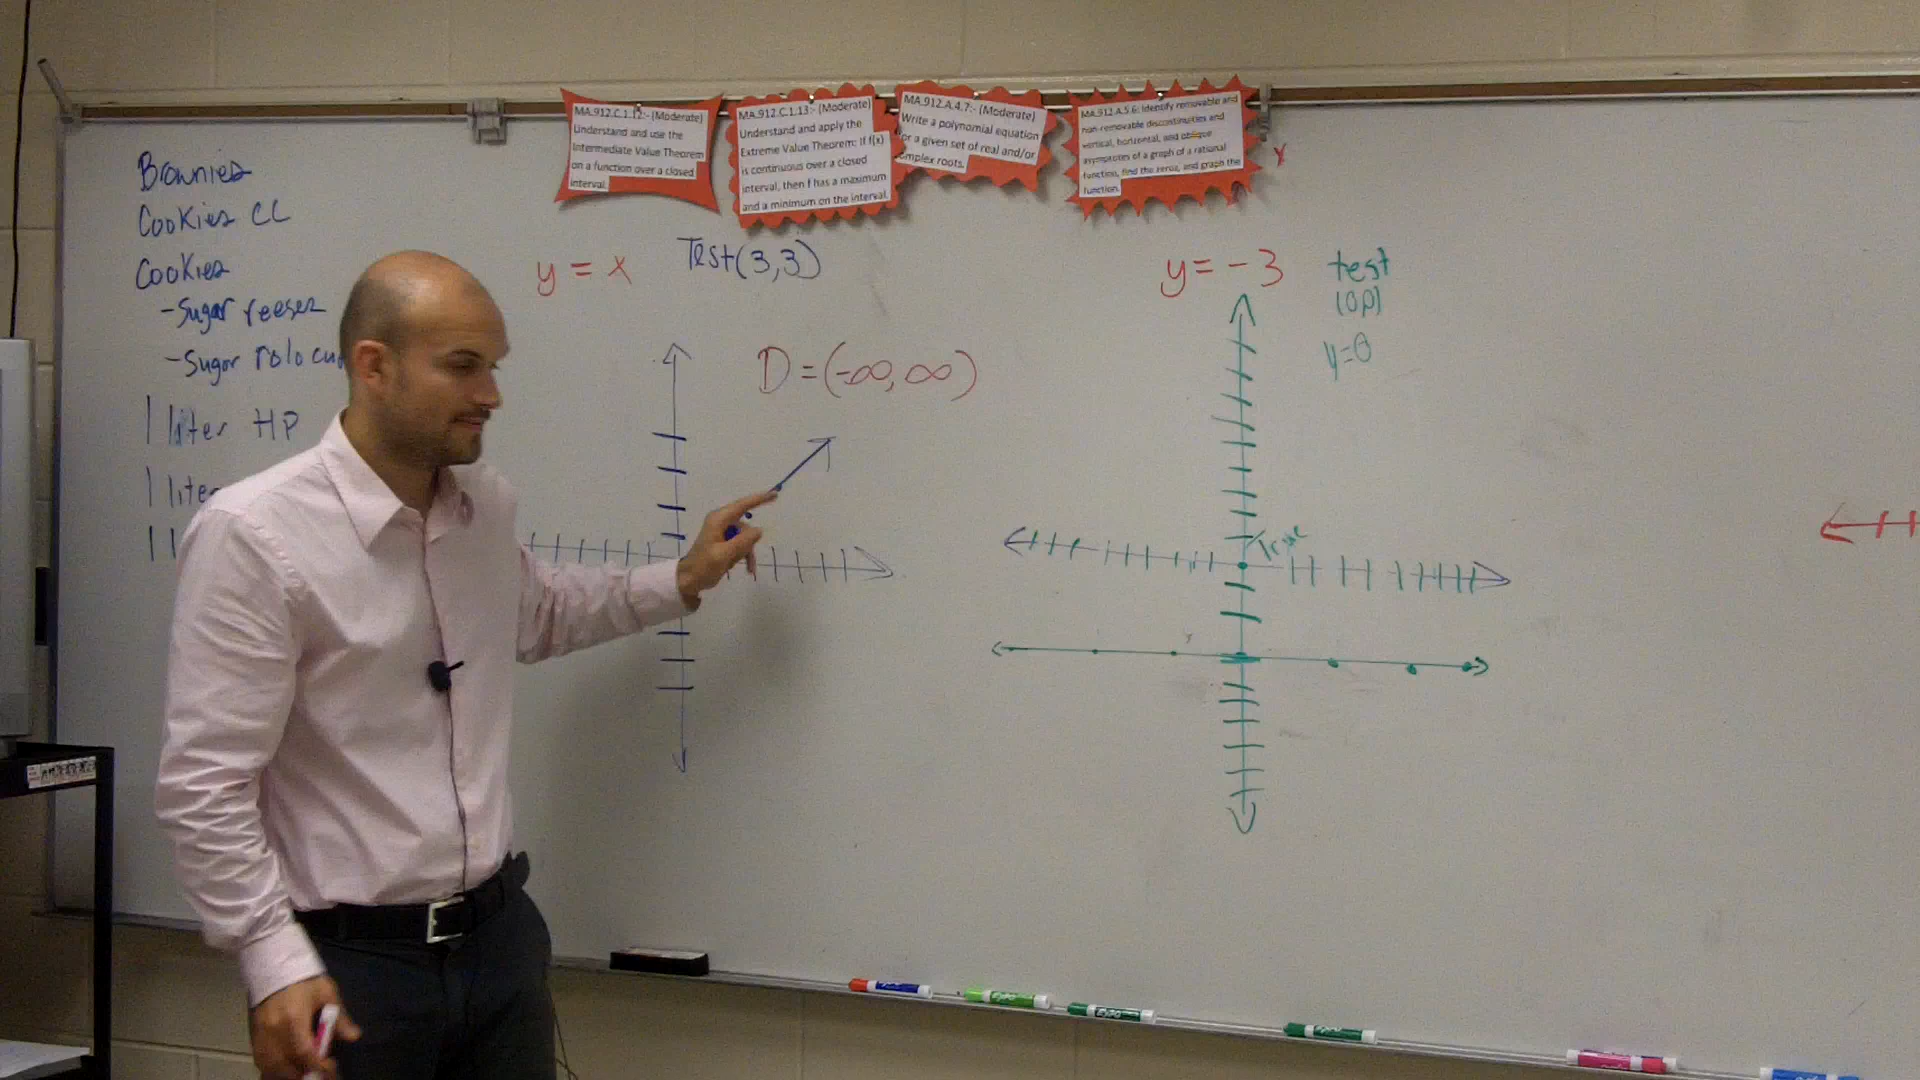 MA.912.C.1.12:- (Moderate)
Understand and use the
Intermediate Value Theorem
on a function over a closed
interval.
MA.912.C.1.13:- (Moderate)
Understand and apply the
Extreme Value Theorem: If f(x)
is continuous over a closed
interval, then f has a maximum
and a minimum on the interval.
MA.912.A.4.7:- (Moderate)
Write a polynomial equation
for a given set of real and/or
complex roots.
MA.912.A.5.6: Identify removable and
non-removable discontinuities and
vertical, horizontal, and oblique
asymptotes of a graph of a rational
function, find the zeros, and graph the
function.
Brownies
Cookies CC
Cookies
-Sugar reeses
-Sugar rolo
1 liter HP
1 liter
y = x
Test(3,3)
D=(-∞,∞)
y=-3
test
(0,0)
y=0
True